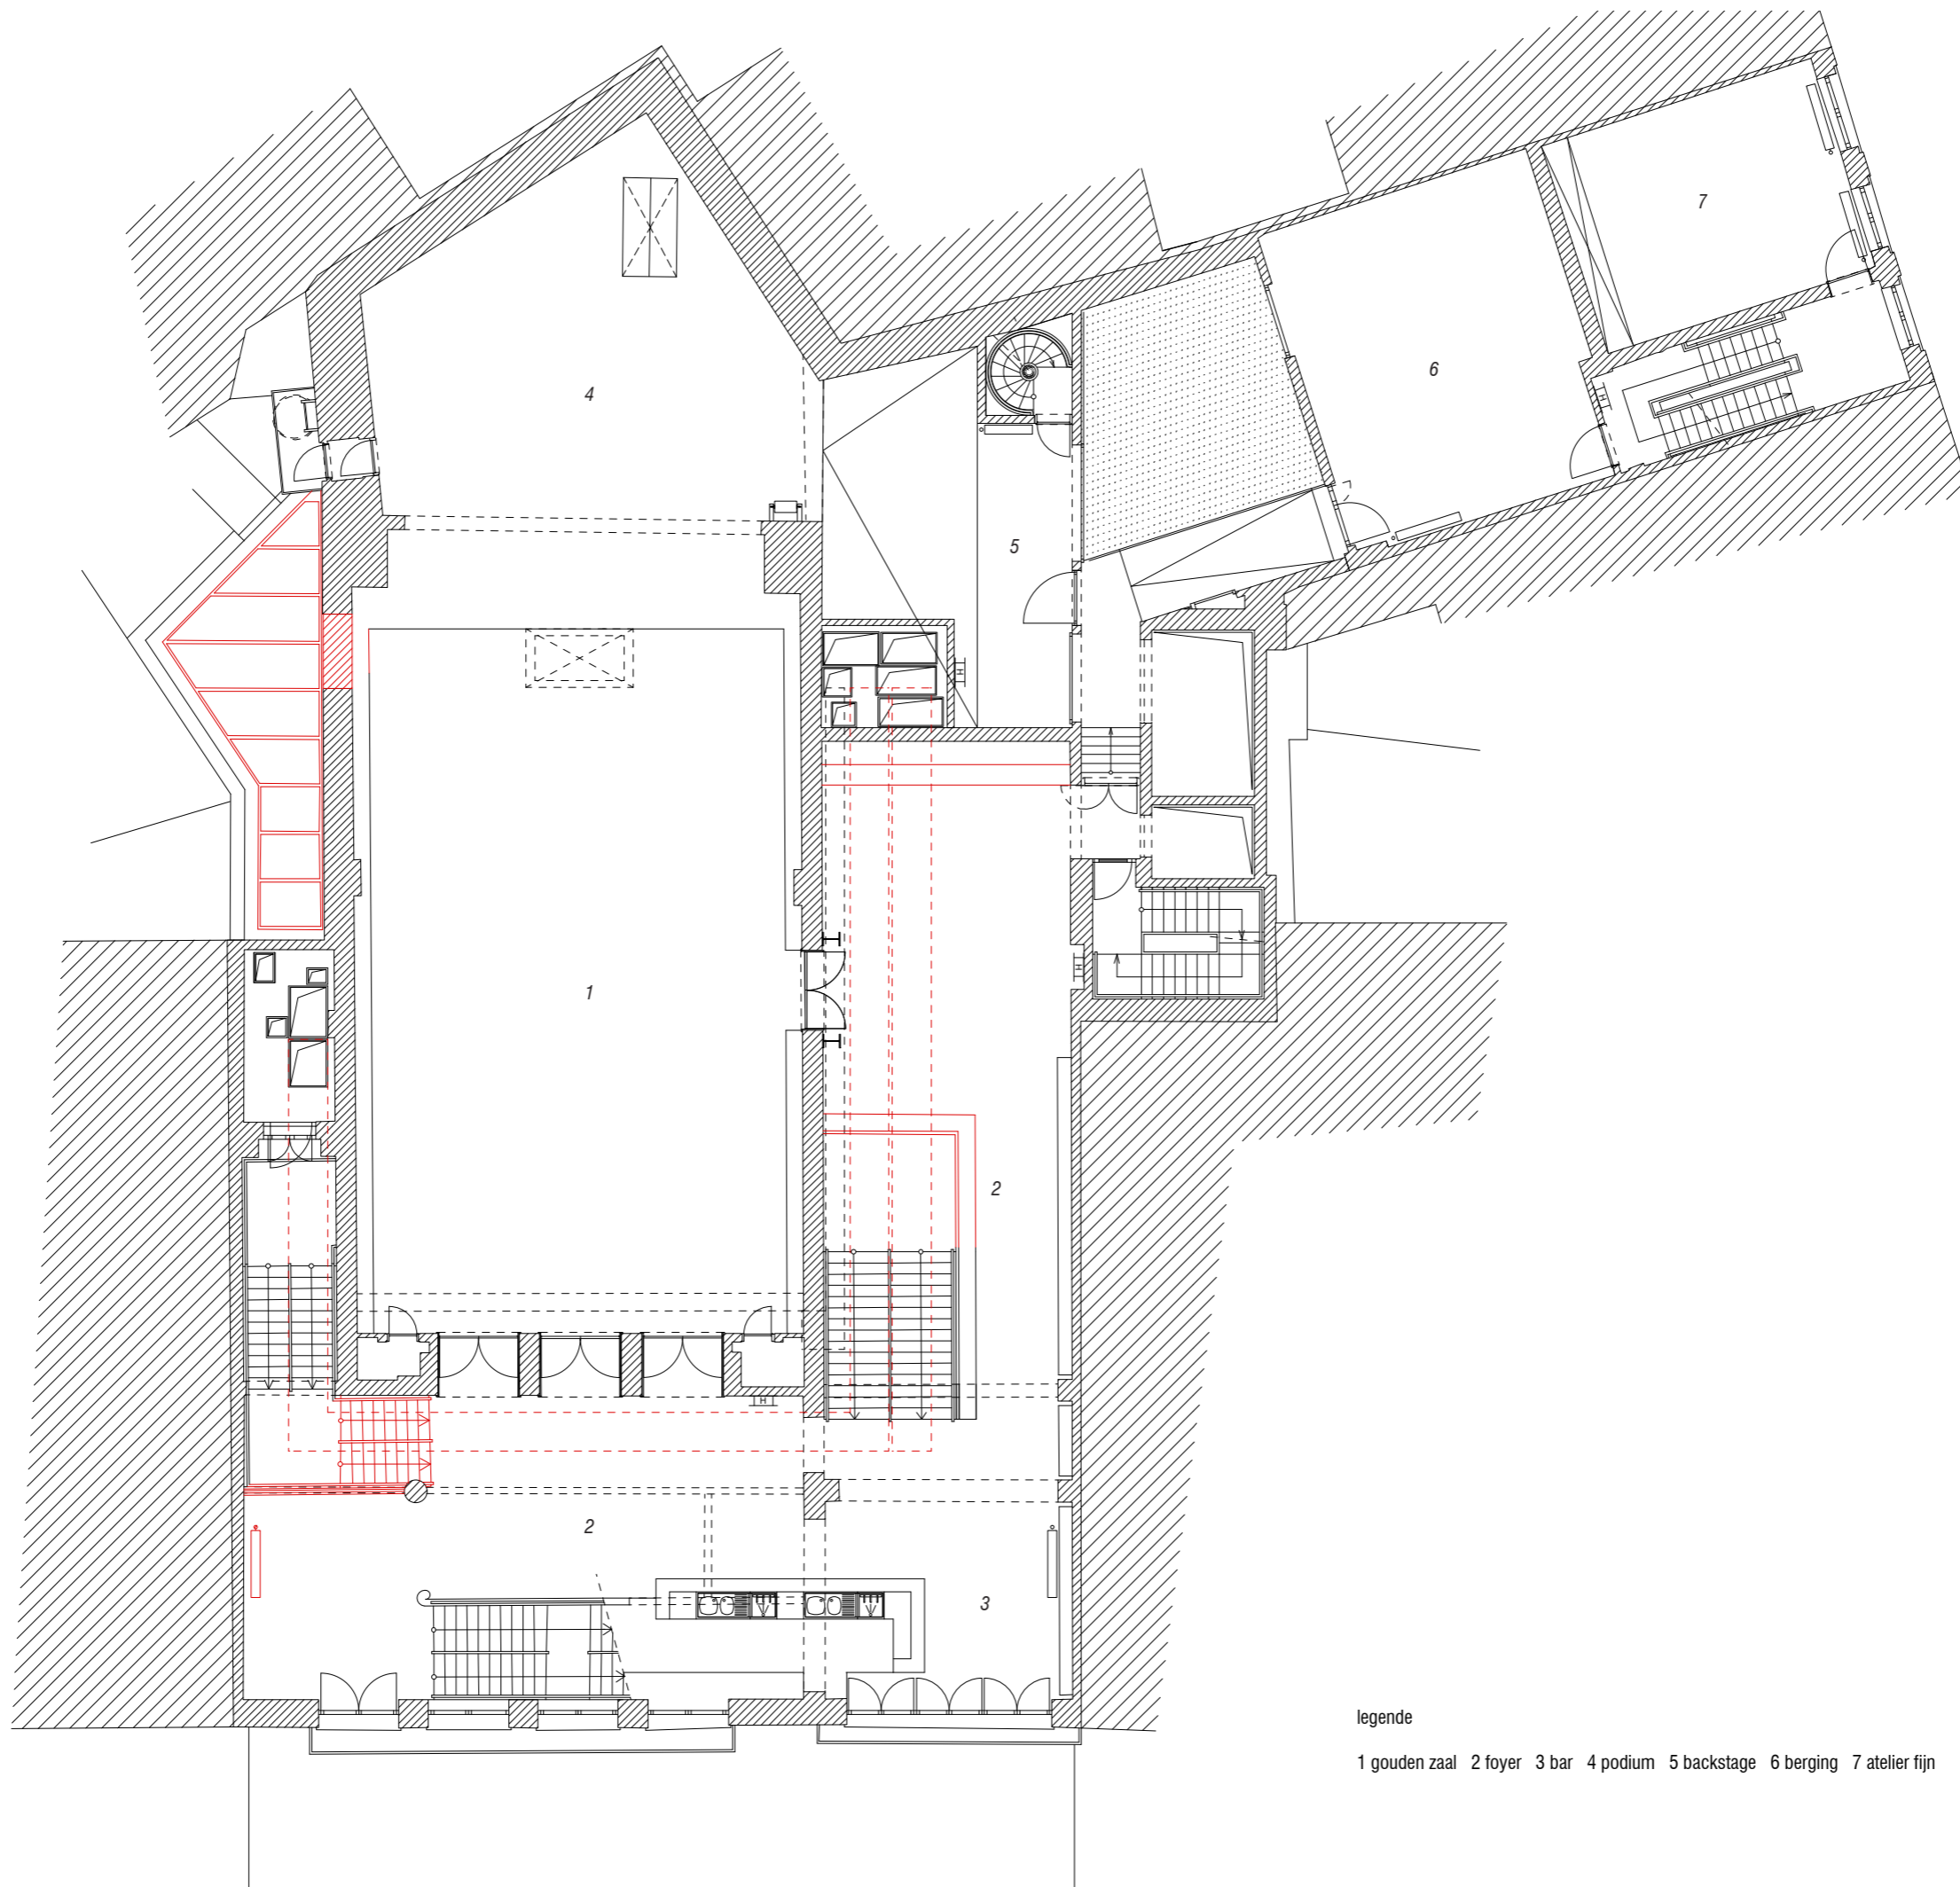 7
6
4
5
1
2
2
3
H
H
H
H
H
legende
1 gouden zaal 2 foyer 3 bar 4 podium 5 backstage 6 berging 7 atelier fijn